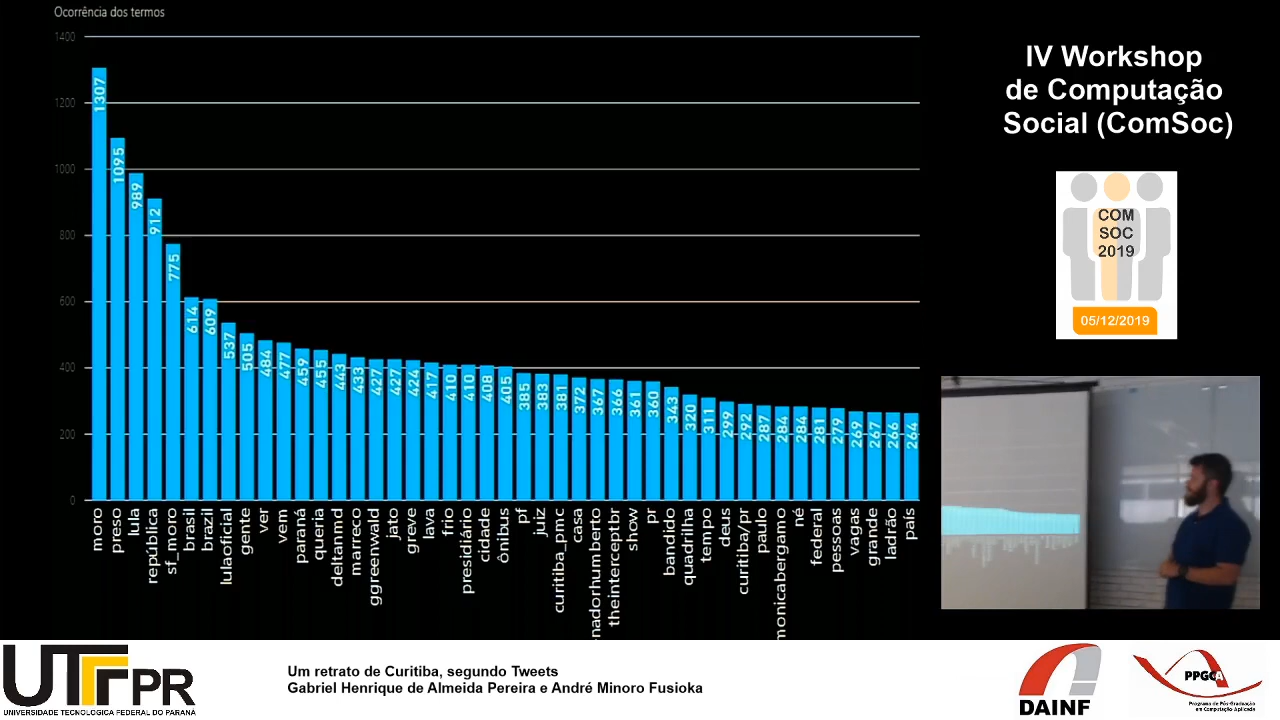 Ocorrência dos termos
1400
1200
1000
800
600
400
200
0
1307
1095
989
912
775
614
609
537
505
484
477
459
455
443
433
427
427
424
417
410
410
408
405
385
383
381
372
367
366
361
360
343
320
311
299
292
287
284
284
281
279
269
267
266
264
moro
preso
lula
república
sf_moro
brasil
brazil
lulaoficial
gente
ver
vem
paraná
queria
deltanmd
marreco
ggreenwald
jato
greve
lava
frio
presidiário
cidade
ônibus
pf
juiz
curitiba_pmc
casa
nadorhumberto
theinterceptbr
show
pr
bandido
quadrilha
tempo
deus
curitiba/pr
paulo
monicabergamo
né
federal
pessoas
vagas
grande
ladrão
país
IV Workshop
de Computação
Social (ComSoc)
COM
SOC
2019
05/12/2019
UTFPR
UNIVERSIDADE TECNOLÓGICA FEDERAL DO PARANÁ
Um retrato de Curitiba, segundo Tweets
Gabriel Henrique de Almeida Pereira e André Minoro Fusioka
DAINF
PPGCA
Programa de Pós-Graduação
em Computação Aplicada